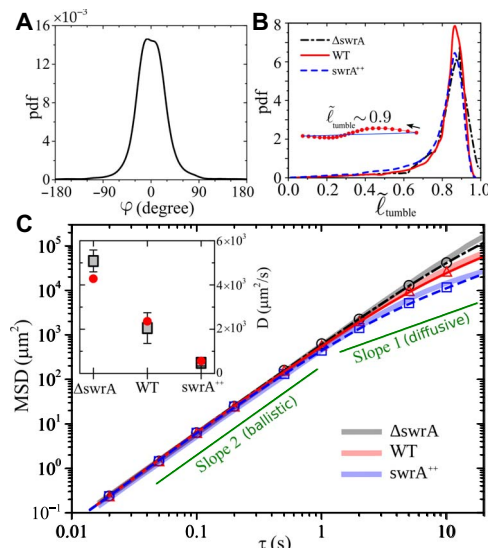 A
16×10⁻³
12
8
4
0
pdf
-180
-90
0
90
180
φ (degree)
B
8
6
4
2
0
pdf
ΔswrA
WT
swrA⁺⁺
ℓ̃tumble ~ 0.9
0.0
0.2
0.4
0.6
0.8
1.0
ℓ̃tumble
C
10⁵
10⁴
10³
10²
10¹
10⁰
10⁻¹
MSD (μm²)
6×10³
4×10³
2×10³
0
D (μm²/s)
ΔswrA
WT
swrA⁺⁺
Slope 1 (diffusive)
Slope 2 (ballistic)
ΔswrA
WT
swrA⁺⁺
0.01
0.1
1
10
τ (s)